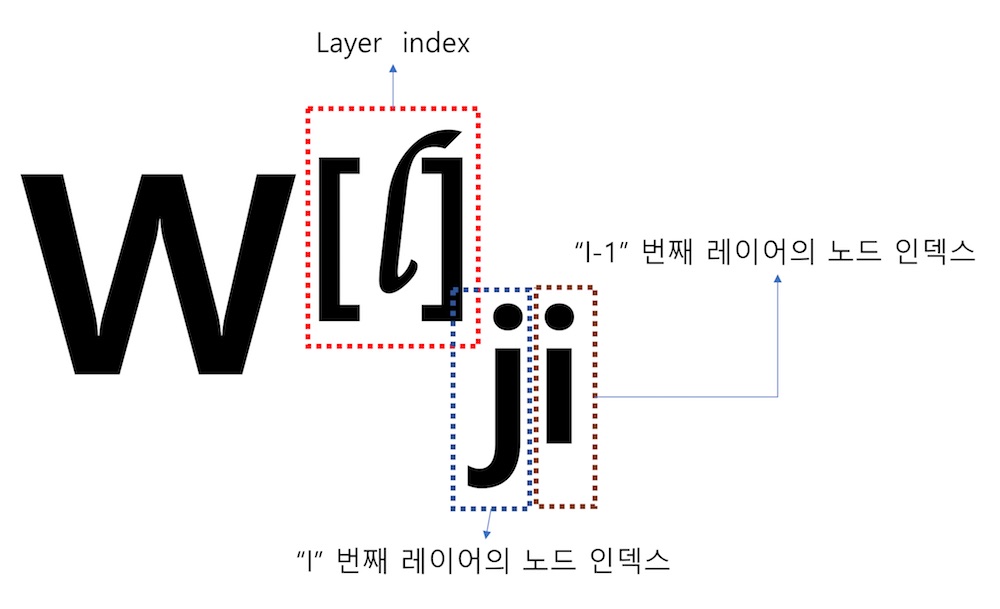 Layer index
W[l]
ji
“l-1” 번째 레이어의 노드 인덱스
“l” 번째 레이어의 노드 인덱스